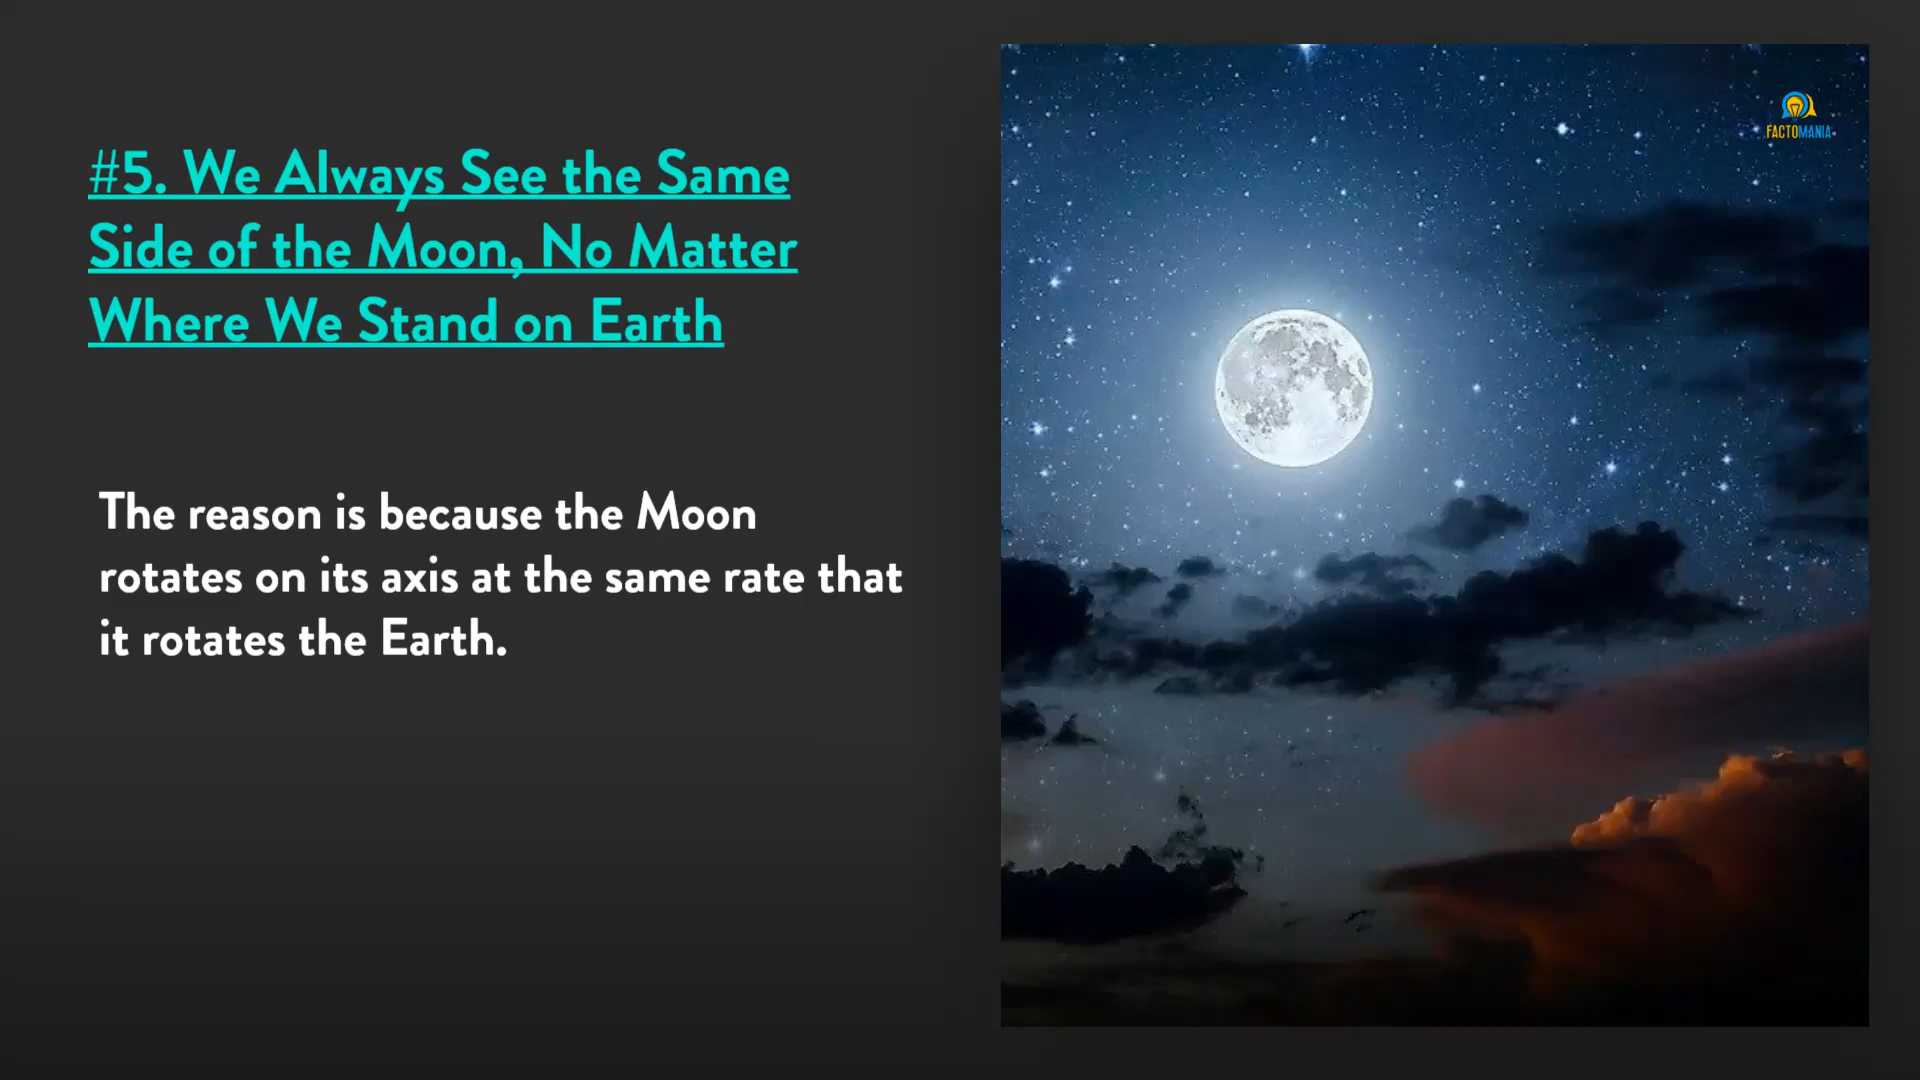 #5. We Always See the Same
Side of the Moon, No Matter
Where We Stand on Earth
The reason is because the Moon
rotates on its axis at the same rate that
it rotates the Earth.
FACTOMANIA